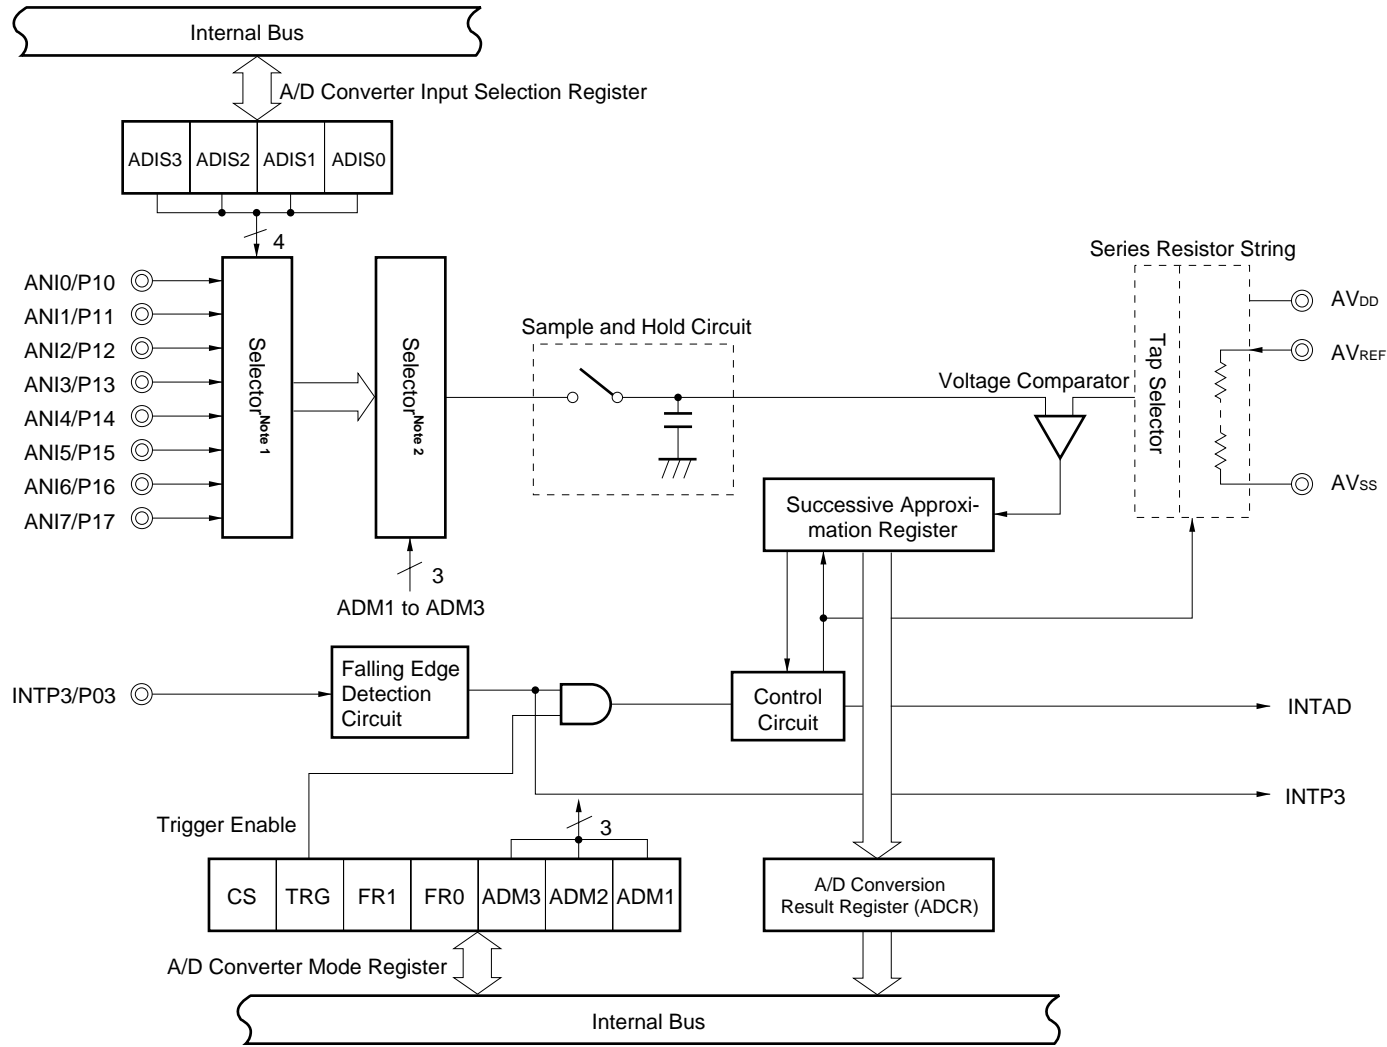 Internal Bus
A/D Converter Input Selection Register
ADIS3 ADIS2 ADIS1 ADIS0
4
Series Resistor String
ANI0/P10
ANI1/P11
ANI2/P12
ANI3/P13
ANI4/P14
ANI5/P15
ANI6/P16
ANI7/P17
Selector Note 1
Selector Note 2
Sample and Hold Circuit
Voltage Comparator
Tap Selector
AVDD
AVREF
AVSS
Successive Approxi-
mation Register
3
ADM1 to ADM3
INTP3/P03
Falling Edge
Detection
Circuit
Control
Circuit
INTAD
INTP3
Trigger Enable
3
CS TRG FR1 FR0 ADM3 ADM2 ADM1
A/D Conversion
Result Register (ADCR)
A/D Converter Mode Register
Internal Bus